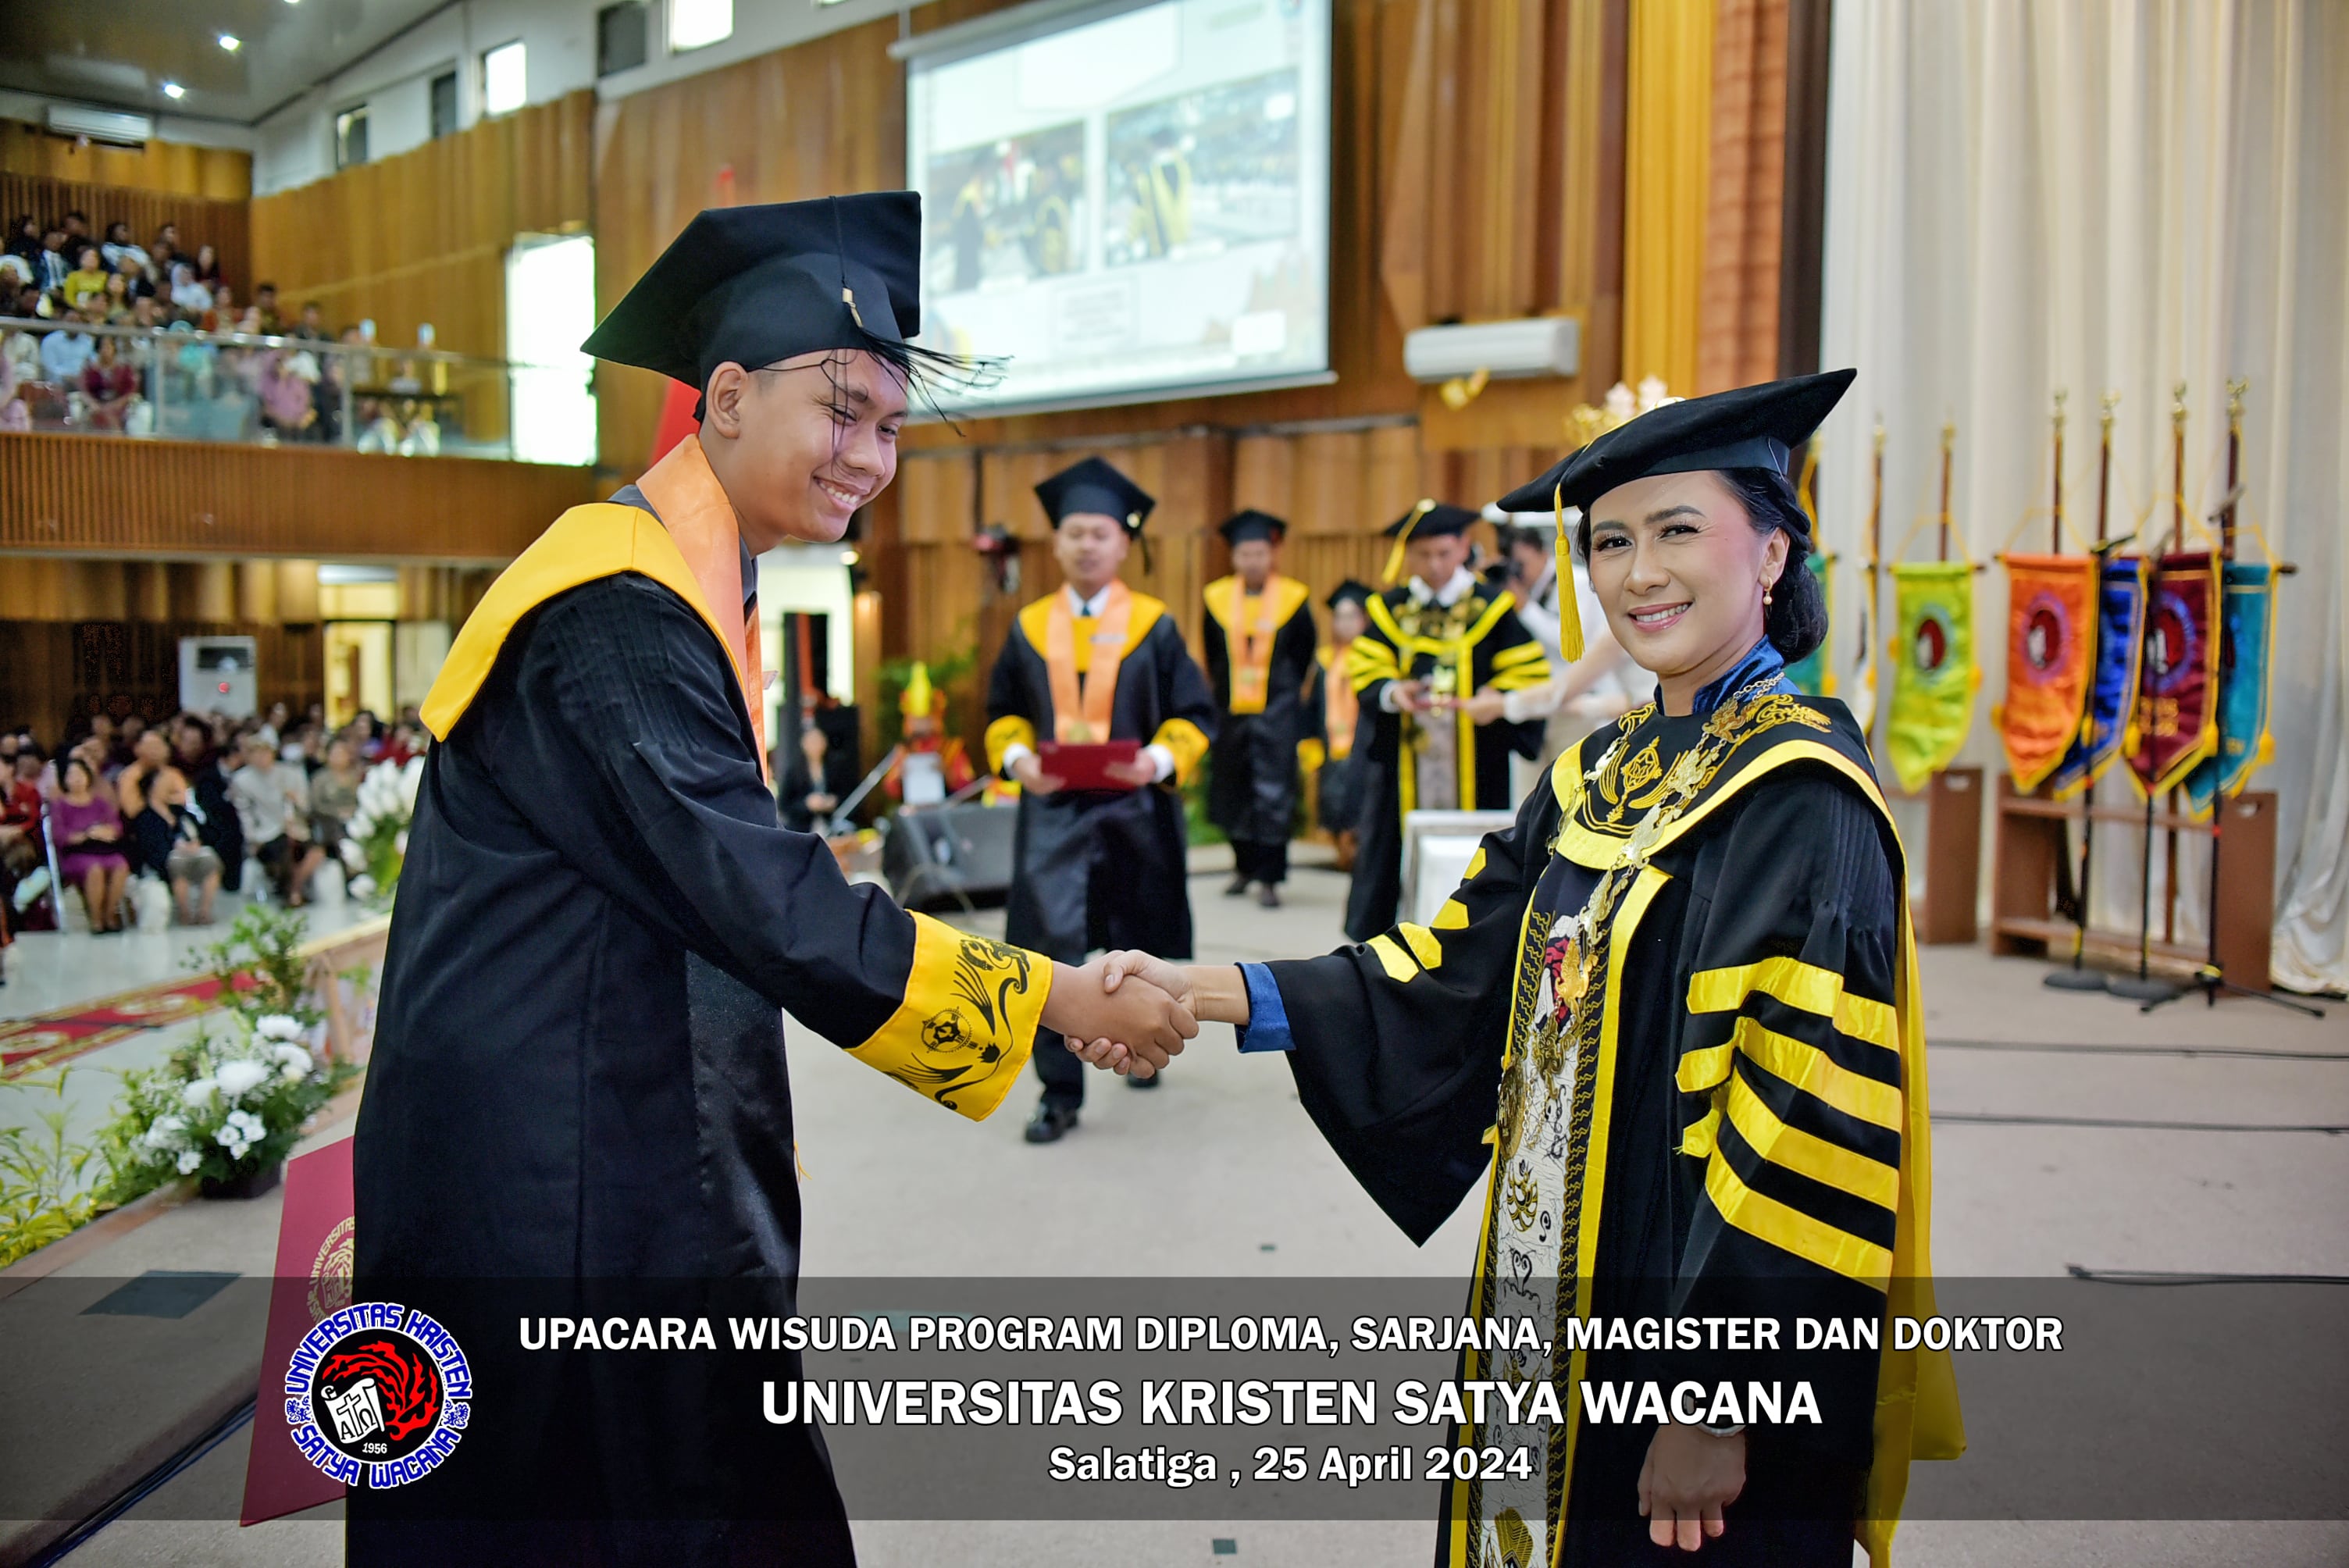 UPACARA WISUDA PROGRAM DIPLOMA, SARJANA, MAGISTER DAN DOKTOR
UNIVERSITAS KRISTEN SATYA WACANA
Salatiga , 25 April 2024
UNIVERSITAS KRISTEN
SATYA WACANA
A Ω
1956
UNIVERSITAS